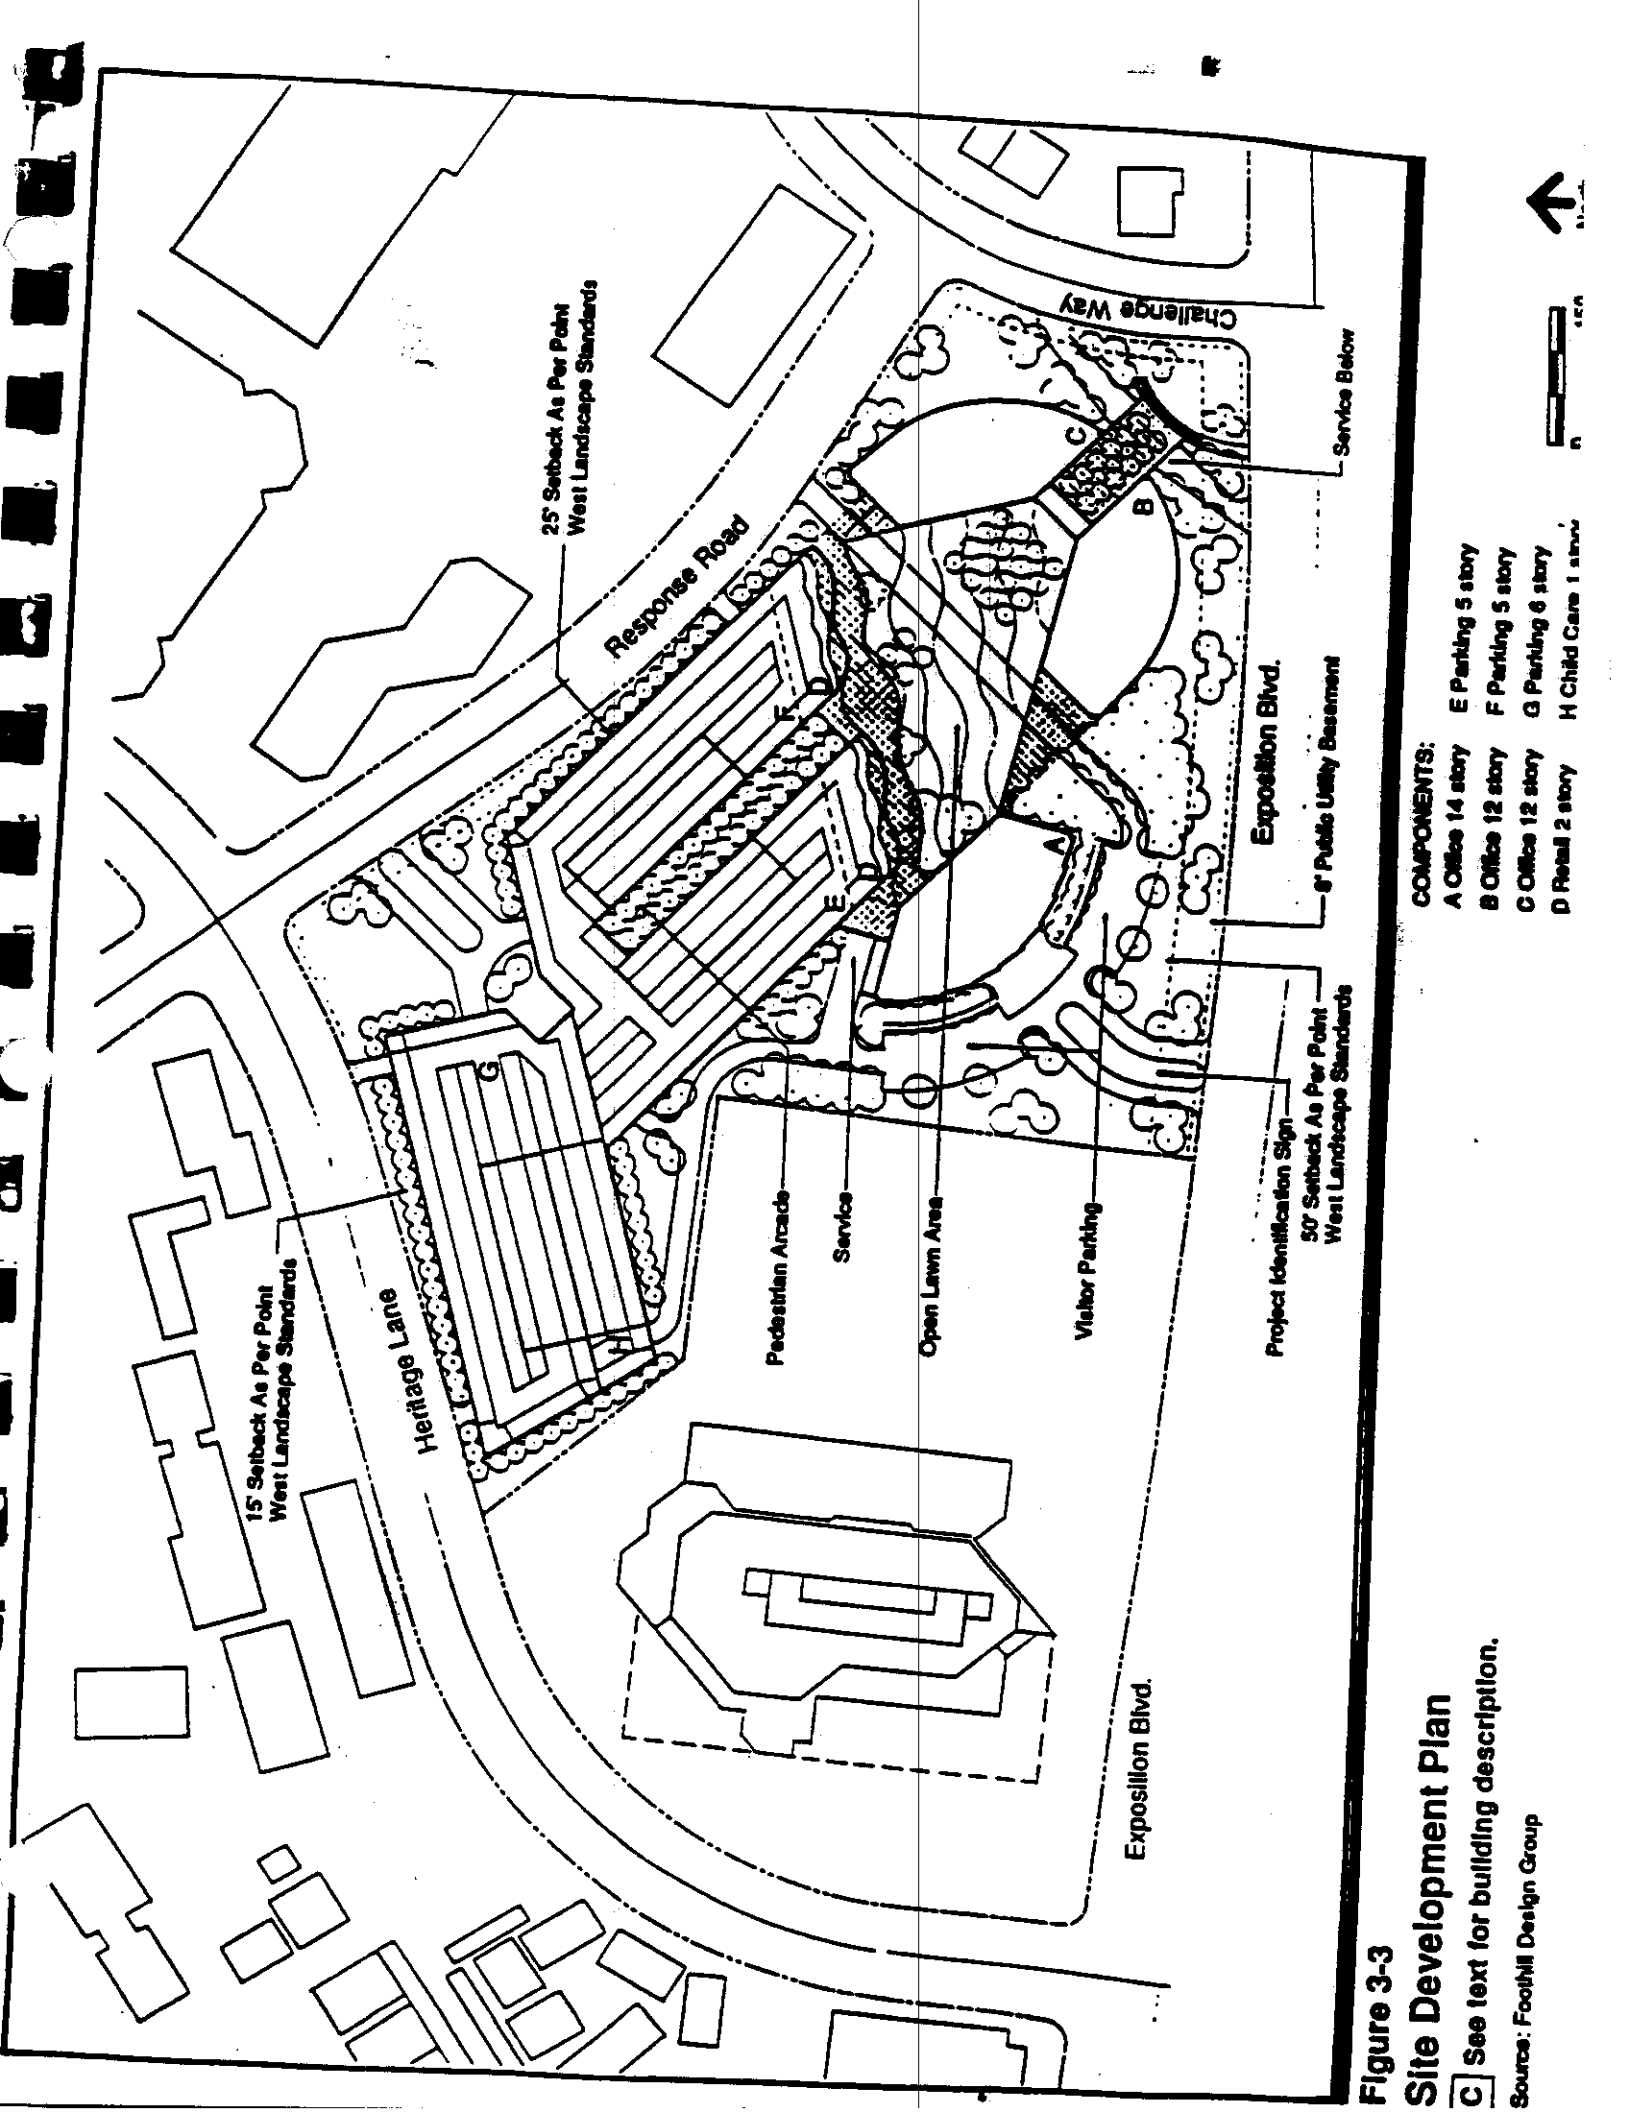 25' Setback As Per Point
West Landscape Standards
Response Road
Challenge Way
C
B
Service Below
F
D
E
D
A
G
H
Exposition Blvd.
8' Public Utility Easement
15' Setback As Per Point
West Landscape Standards
Heritage Lane
Pedestrian Arcade
Service
Open Lawn Area
Visitor Parking
Project Identification Sign
50' Setback As Per Point
West Landscape Standards
Exposition Blvd.
Figure 3-3
Site Development Plan
C See text for building description.
Source: Foothill Design Group
COMPONENTS:
A Office 14 story E Parking 5 story
B Office 12 story F Parking 5 story
C Office 12 story G Parking 6 story
D Retail 2 story H Child Care 1 story